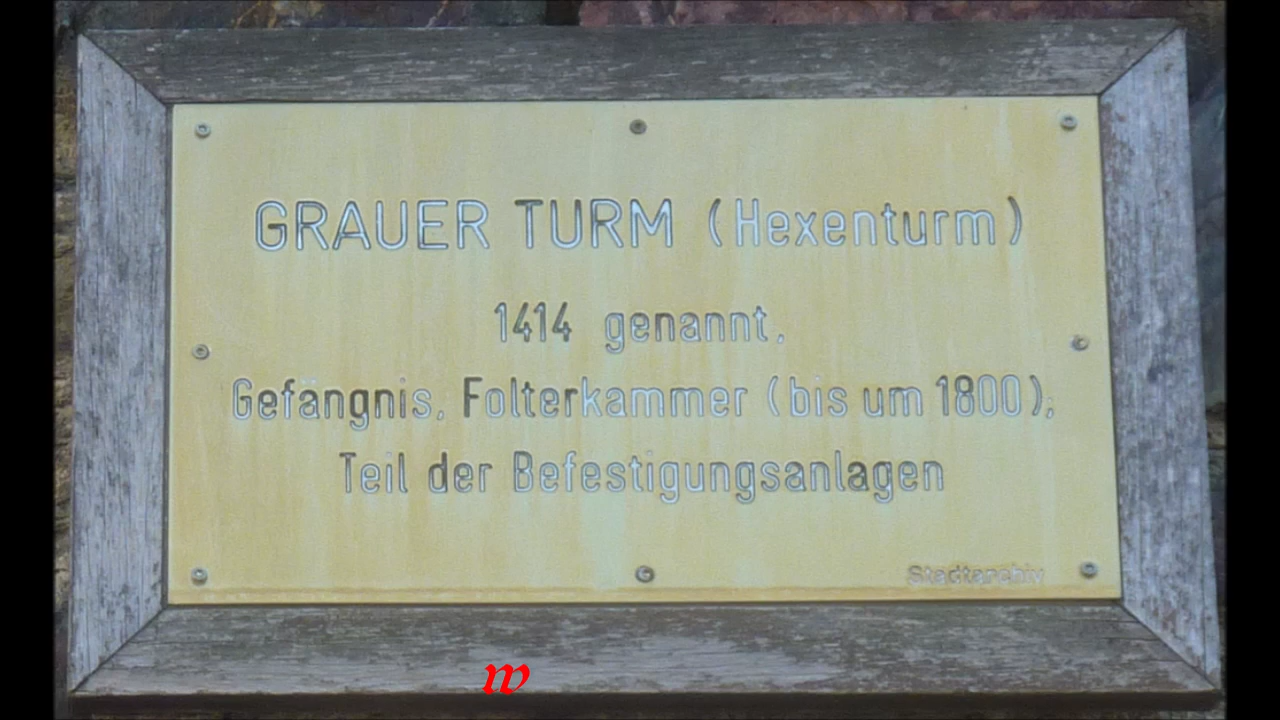 GRAUER TURM (Hexenturm)
1414 genannt,
Gefängnis, Folterkammer (bis um 1800);
Teil der Befestigungsanlagen
Stadtarchiv
w